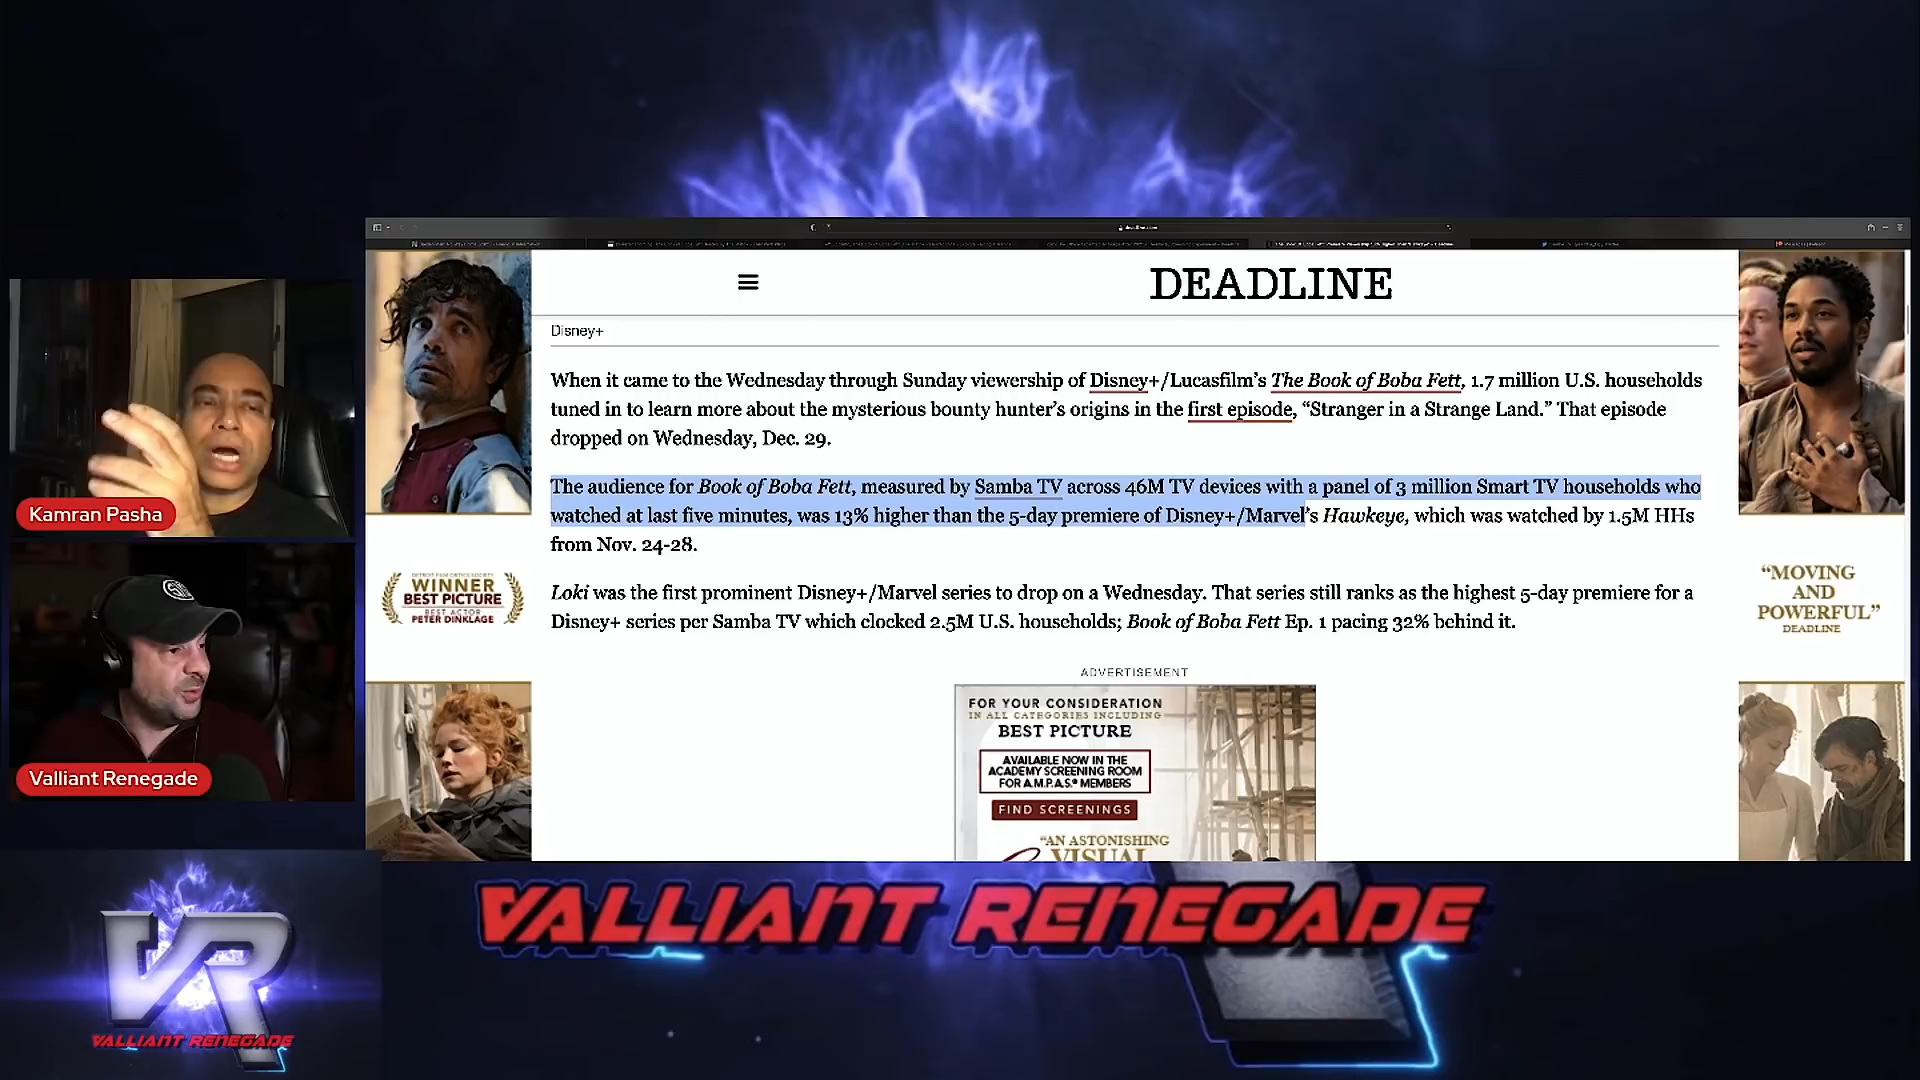 DEADLINE
Disney+
When it came to the Wednesday through Sunday viewership of Disney+/Lucasfilm's The Book of Boba Fett, 1.7 million U.S. households
tuned in to learn more about the mysterious bounty hunter's origins in the first episode, “Stranger in a Strange Land.” That episode
dropped on Wednesday, Dec. 29.
The audience for Book of Boba Fett, measured by Samba TV across 46M TV devices with a panel of 3 million Smart TV households who
watched at last five minutes, was 13% higher than the 5-day premiere of Disney+/Marvel's Hawkeye, which was watched by 1.5M HHs
from Nov. 24-28.
Loki was the first prominent Disney+/Marvel series to drop on a Wednesday. That series still ranks as the highest 5-day premiere for a
Disney+ series per Samba TV which clocked 2.5M U.S. households; Book of Boba Fett Ep. 1 pacing 32% behind it.
ADVERTISEMENT
FOR YOUR CONSIDERATION
IN ALL CATEGORIES INCLUDING
BEST PICTURE
AVAILABLE NOW IN THE
ACADEMY SCREENING ROOM
FOR A.M.P.A.S.® MEMBERS
FIND SCREENINGS
“AN ASTONISHING
VISUAL
DETROIT FILM CRITICS SOCIETY
WINNER
BEST PICTURE
BEST ACTOR
PETER DINKLAGE
“MOVING
AND
POWERFUL”
DEADLINE
Kamran Pasha
Valliant Renegade
VR
VALLIANT RENEGADE
VALLIANT RENEGADE